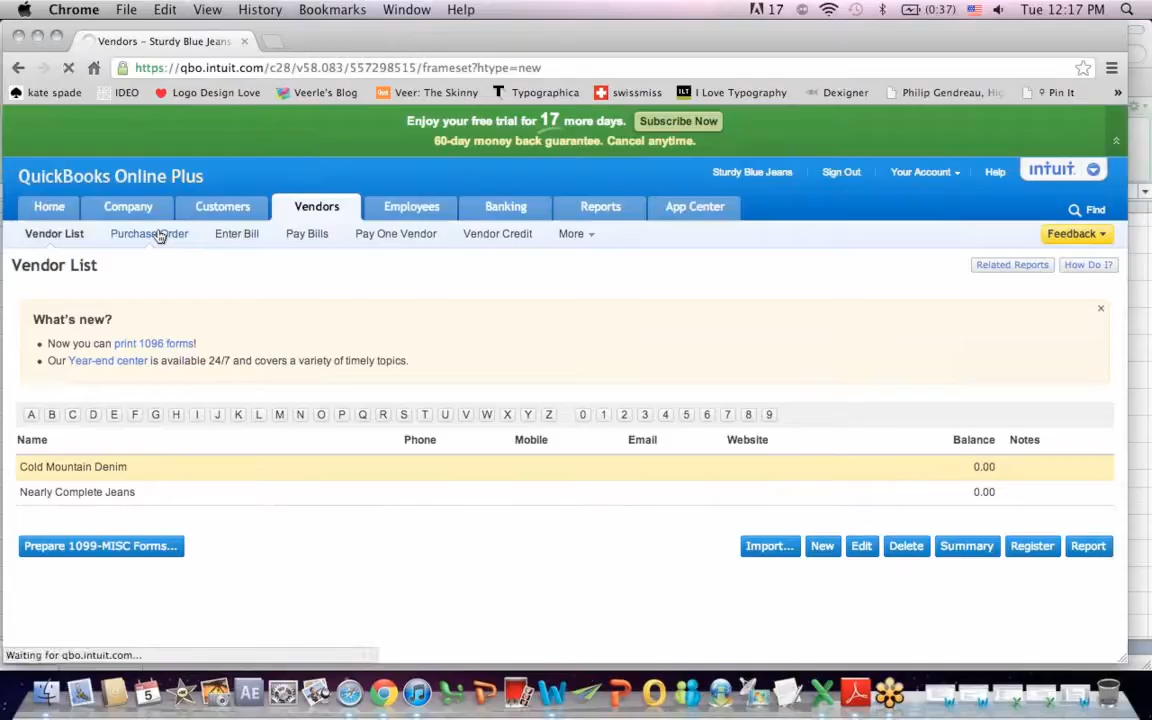 Chrome File Edit View History Bookmarks Window Help 17 (0:37) Tue 12:17 PM
Vendors – Sturdy Blue Jeans
https://qbo.intuit.com/c28/v58.083/557298515/frameset?htype=new
kate spade IDEO Logo Design Love Veerle's Blog Veer: The Skinny Typographica swissmiss I Love Typography Dexigner Philip Gendreau, Hig Pin It »
Enjoy your free trial for 17 more days. Subscribe Now
60-day money back guarantee. Cancel anytime.
QuickBooks Online Plus Sturdy Blue Jeans Sign Out Your Account Help intuit.
Home Company Customers Vendors Employees Banking Reports App Center Find
Vendor List Purchase Order Enter Bill Pay Bills Pay One Vendor Vendor Credit More Feedback
Vendor List Related Reports How Do I?
What's new?
• Now you can print 1096 forms!
• Our Year-end center is available 24/7 and covers a variety of timely topics.
A B C D E F G H I J K L M N O P Q R S T U V W X Y Z 0 1 2 3 4 5 6 7 8 9
Name Phone Mobile Email Website Balance Notes
Cold Mountain Denim 0.00
Nearly Complete Jeans 0.00
Prepare 1099-MISC Forms... Import... New Edit Delete Summary Register Report
Waiting for qbo.intuit.com...
5 AE